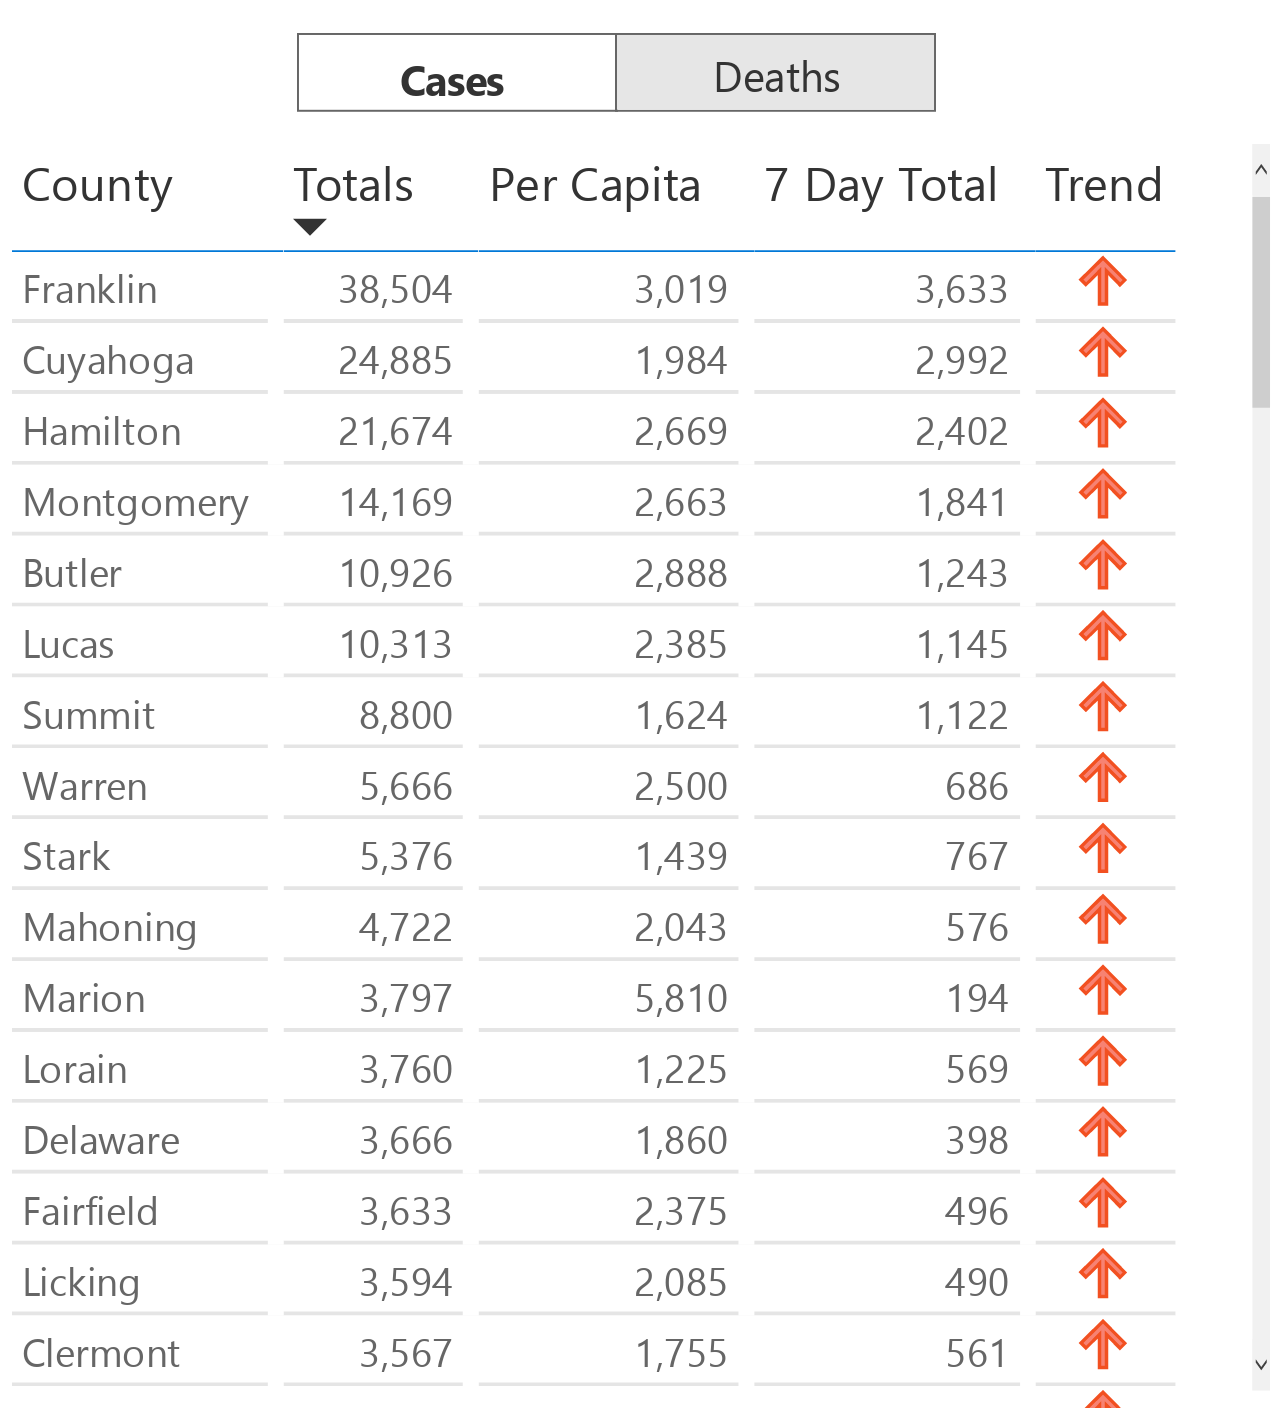 Cases Deaths
County Totals Per Capita 7 Day Total Trend
Franklin 38,504 3,019 3,633
Cuyahoga 24,885 1,984 2,992
Hamilton 21,674 2,669 2,402
Montgomery 14,169 2,663 1,841
Butler 10,926 2,888 1,243
Lucas 10,313 2,385 1,145
Summit 8,800 1,624 1,122
Warren 5,666 2,500 686
Stark 5,376 1,439 767
Mahoning 4,722 2,043 576
Marion 3,797 5,810 194
Lorain 3,760 1,225 569
Delaware 3,666 1,860 398
Fairfield 3,633 2,375 496
Licking 3,594 2,085 490
Clermont 3,567 1,755 561